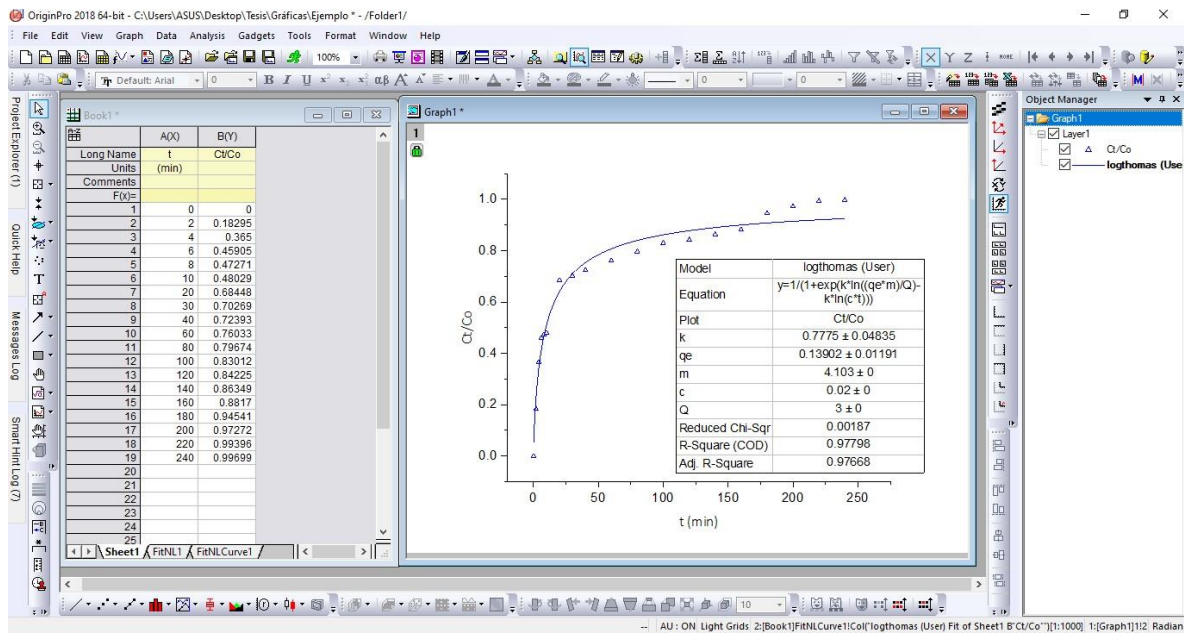 OriginPro 2018 64-bit - C:\Users\ASUS\Desktop\Tesis\Gráficas\Ejemplo * - /Folder1/
File Edit View Graph Data Analysis Gadgets Tools Format Window Help
100%
X Y Z
Default: Arial 0 B I U αβ A A 0 0
Project Explorer (1)
Quick Help
Messages Log
Smart Hint Log (7)
Book1 *
A(X) B(Y)
Long Name t Ct/Co
Units (min)
Comments
F(x)=
1 0 0
2 2 0.18295
3 4 0.365
4 6 0.45905
5 8 0.47271
6 10 0.48029
7 20 0.68448
8 30 0.70269
9 40 0.72393
10 60 0.76033
11 80 0.79674
12 100 0.83012
13 120 0.84225
14 140 0.86349
15 160 0.8817
16 180 0.94541
17 200 0.97272
18 220 0.99396
19 240 0.99699
20
21
22
23
24
25
Sheet1 FitNL1 FitNLCurve1
Graph1 *
1
1.0
0.8
0.6
0.4
0.2
0.0
Ct/Co
0 50 100 150 200 250
t (min)
Model logthomas (User)
Equation y=1/(1+exp(k*ln((qe*m)/Q)-
k*ln(c*t)))
Plot Ct/Co
k 0.7775 ± 0.04835
qe 0.13902 ± 0.01191
m 4.103 ± 0
c 0.02 ± 0
Q 3 ± 0
Reduced Chi-Sqr 0.00187
R-Square (COD) 0.97798
Adj. R-Square 0.97668
Object Manager
Graph1
Layer1
Ct/Co
logthomas (Use
10
-- AU : ON Light Grids 2:[Book1]FitNLCurve1!Col("logthomas (User) Fit of Sheet1 B"Ct/Co"")[1:1000] 1:[Graph1]1!2 Radian